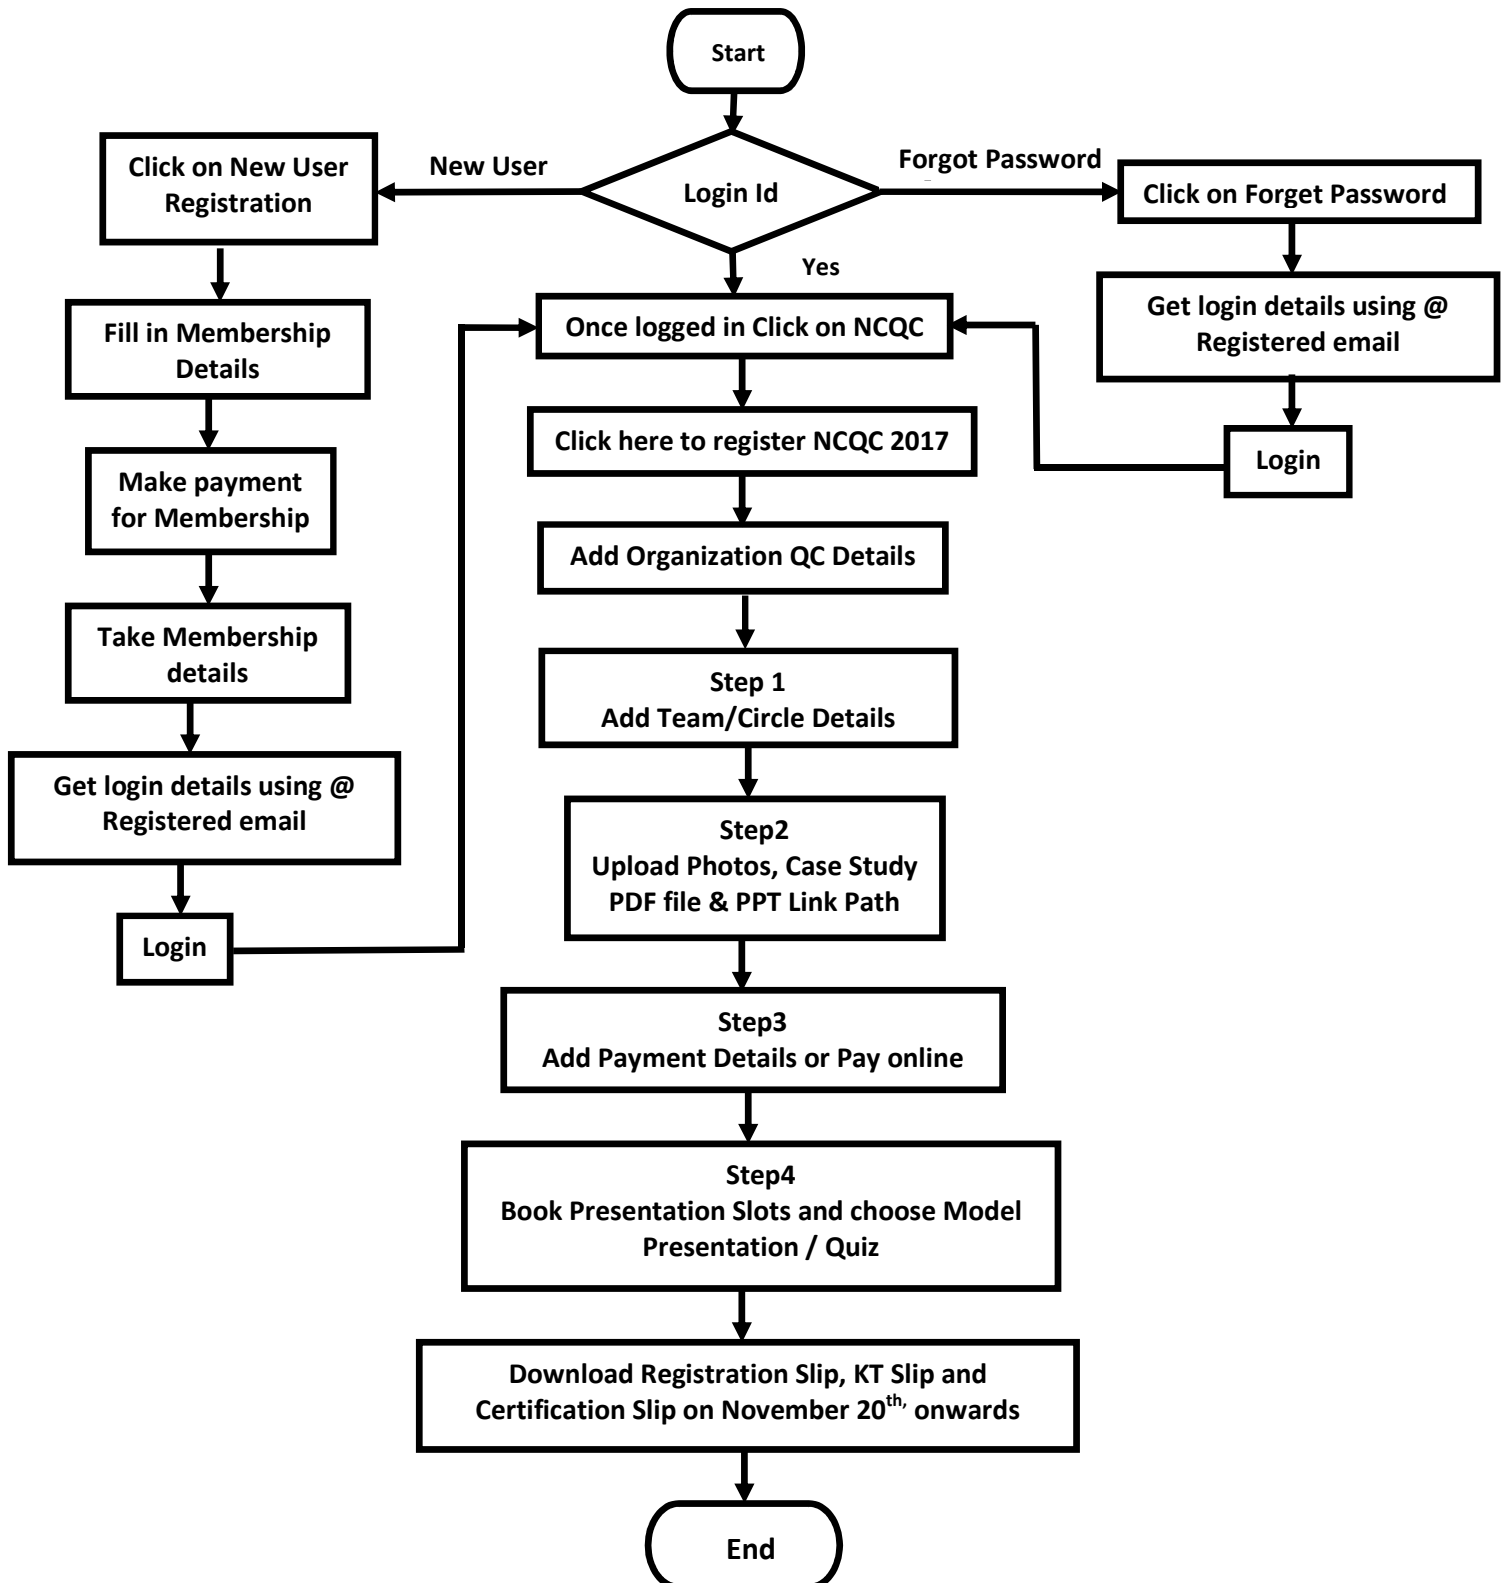 Start
Login Id
New User
Click on New User
Registration
Fill in Membership
Details
Make payment
for Membership
Take Membership
details
Get login details using @
Registered email
Login
Forgot Password
Click on Forget Password
Get login details using @
Registered email
Login
Yes
Once logged in Click on NCQC
Click here to register NCQC 2017
Add Organization QC Details
Step 1
Add Team/Circle Details
Step2
Upload Photos, Case Study
PDF file & PPT Link Path
Step3
Add Payment Details or Pay online
Step4
Book Presentation Slots and choose Model
Presentation / Quiz
Download Registration Slip, KT Slip and
Certification Slip on November 20th, onwards
End